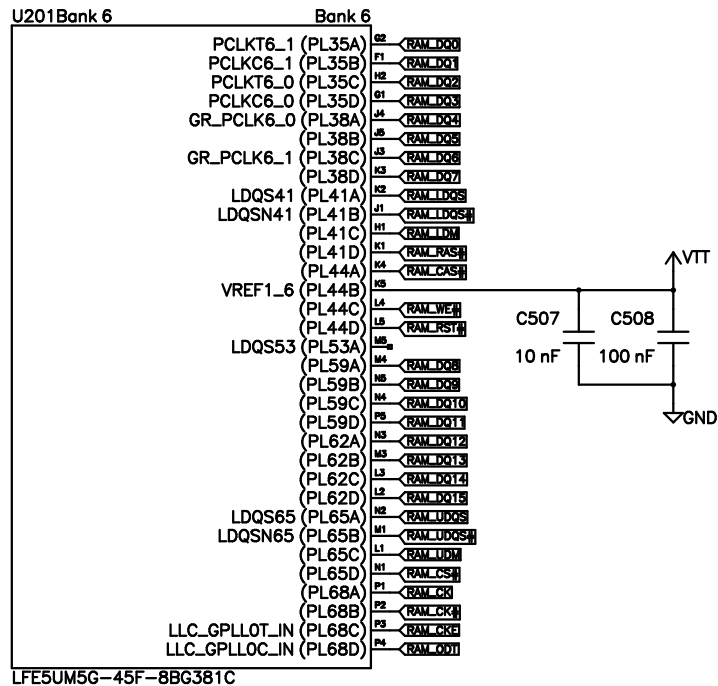 U201Bank 6 Bank 6
PCLKT6_1 (PL35A) G2 RAM_DQ0
PCLKC6_1 (PL35B) F1 RAM_DQ1
PCLKT6_0 (PL35C) H2 RAM_DQ2
PCLKC6_0 (PL35D) G1 RAM_DQ3
GR_PCLK6_0 (PL38A) J4 RAM_DQ4
(PL38B) J5 RAM_DQ5
GR_PCLK6_1 (PL38C) J3 RAM_DQ6
(PL38D) K3 RAM_DQ7
LDQS41 (PL41A) K2 RAM_LDQS
LDQSN41 (PL41B) J1 RAM_LDQS#
(PL41C) H1 RAM_LDM
(PL41D) K1 RAM_RAS#
(PL44A) K4 RAM_CAS#
VTT
VREF1_6 (PL44B) K5
(PL44C) L4 RAM_WE#
C507 C508
(PL44D) L5 RAM_RST#
LDQS53 (PL53A) M5
10 nF 100 nF
(PL59A) M4 RAM_DQ8
(PL59B) N5 RAM_DQ9
(PL59C) N4 RAM_DQ10
(PL59D) P5 RAM_DQ11
GND
(PL62A) N3 RAM_DQ12
(PL62B) M3 RAM_DQ13
(PL62C) L3 RAM_DQ14
(PL62D) L2 RAM_DQ15
LDQS65 (PL65A) N2 RAM_UDQS
LDQSN65 (PL65B) M1 RAM_UDQS#
(PL65C) L1 RAM_UDM
(PL65D) N1 RAM_CS#
(PL68A) P1 RAM_CK
(PL68B) P2 RAM_CK#
LLC_GPLL0T_IN (PL68C) P3 RAM_CKE
LLC_GPLL0C_IN (PL68D) P4 RAM_ODT
LFE5UM5G-45F-8BG381C